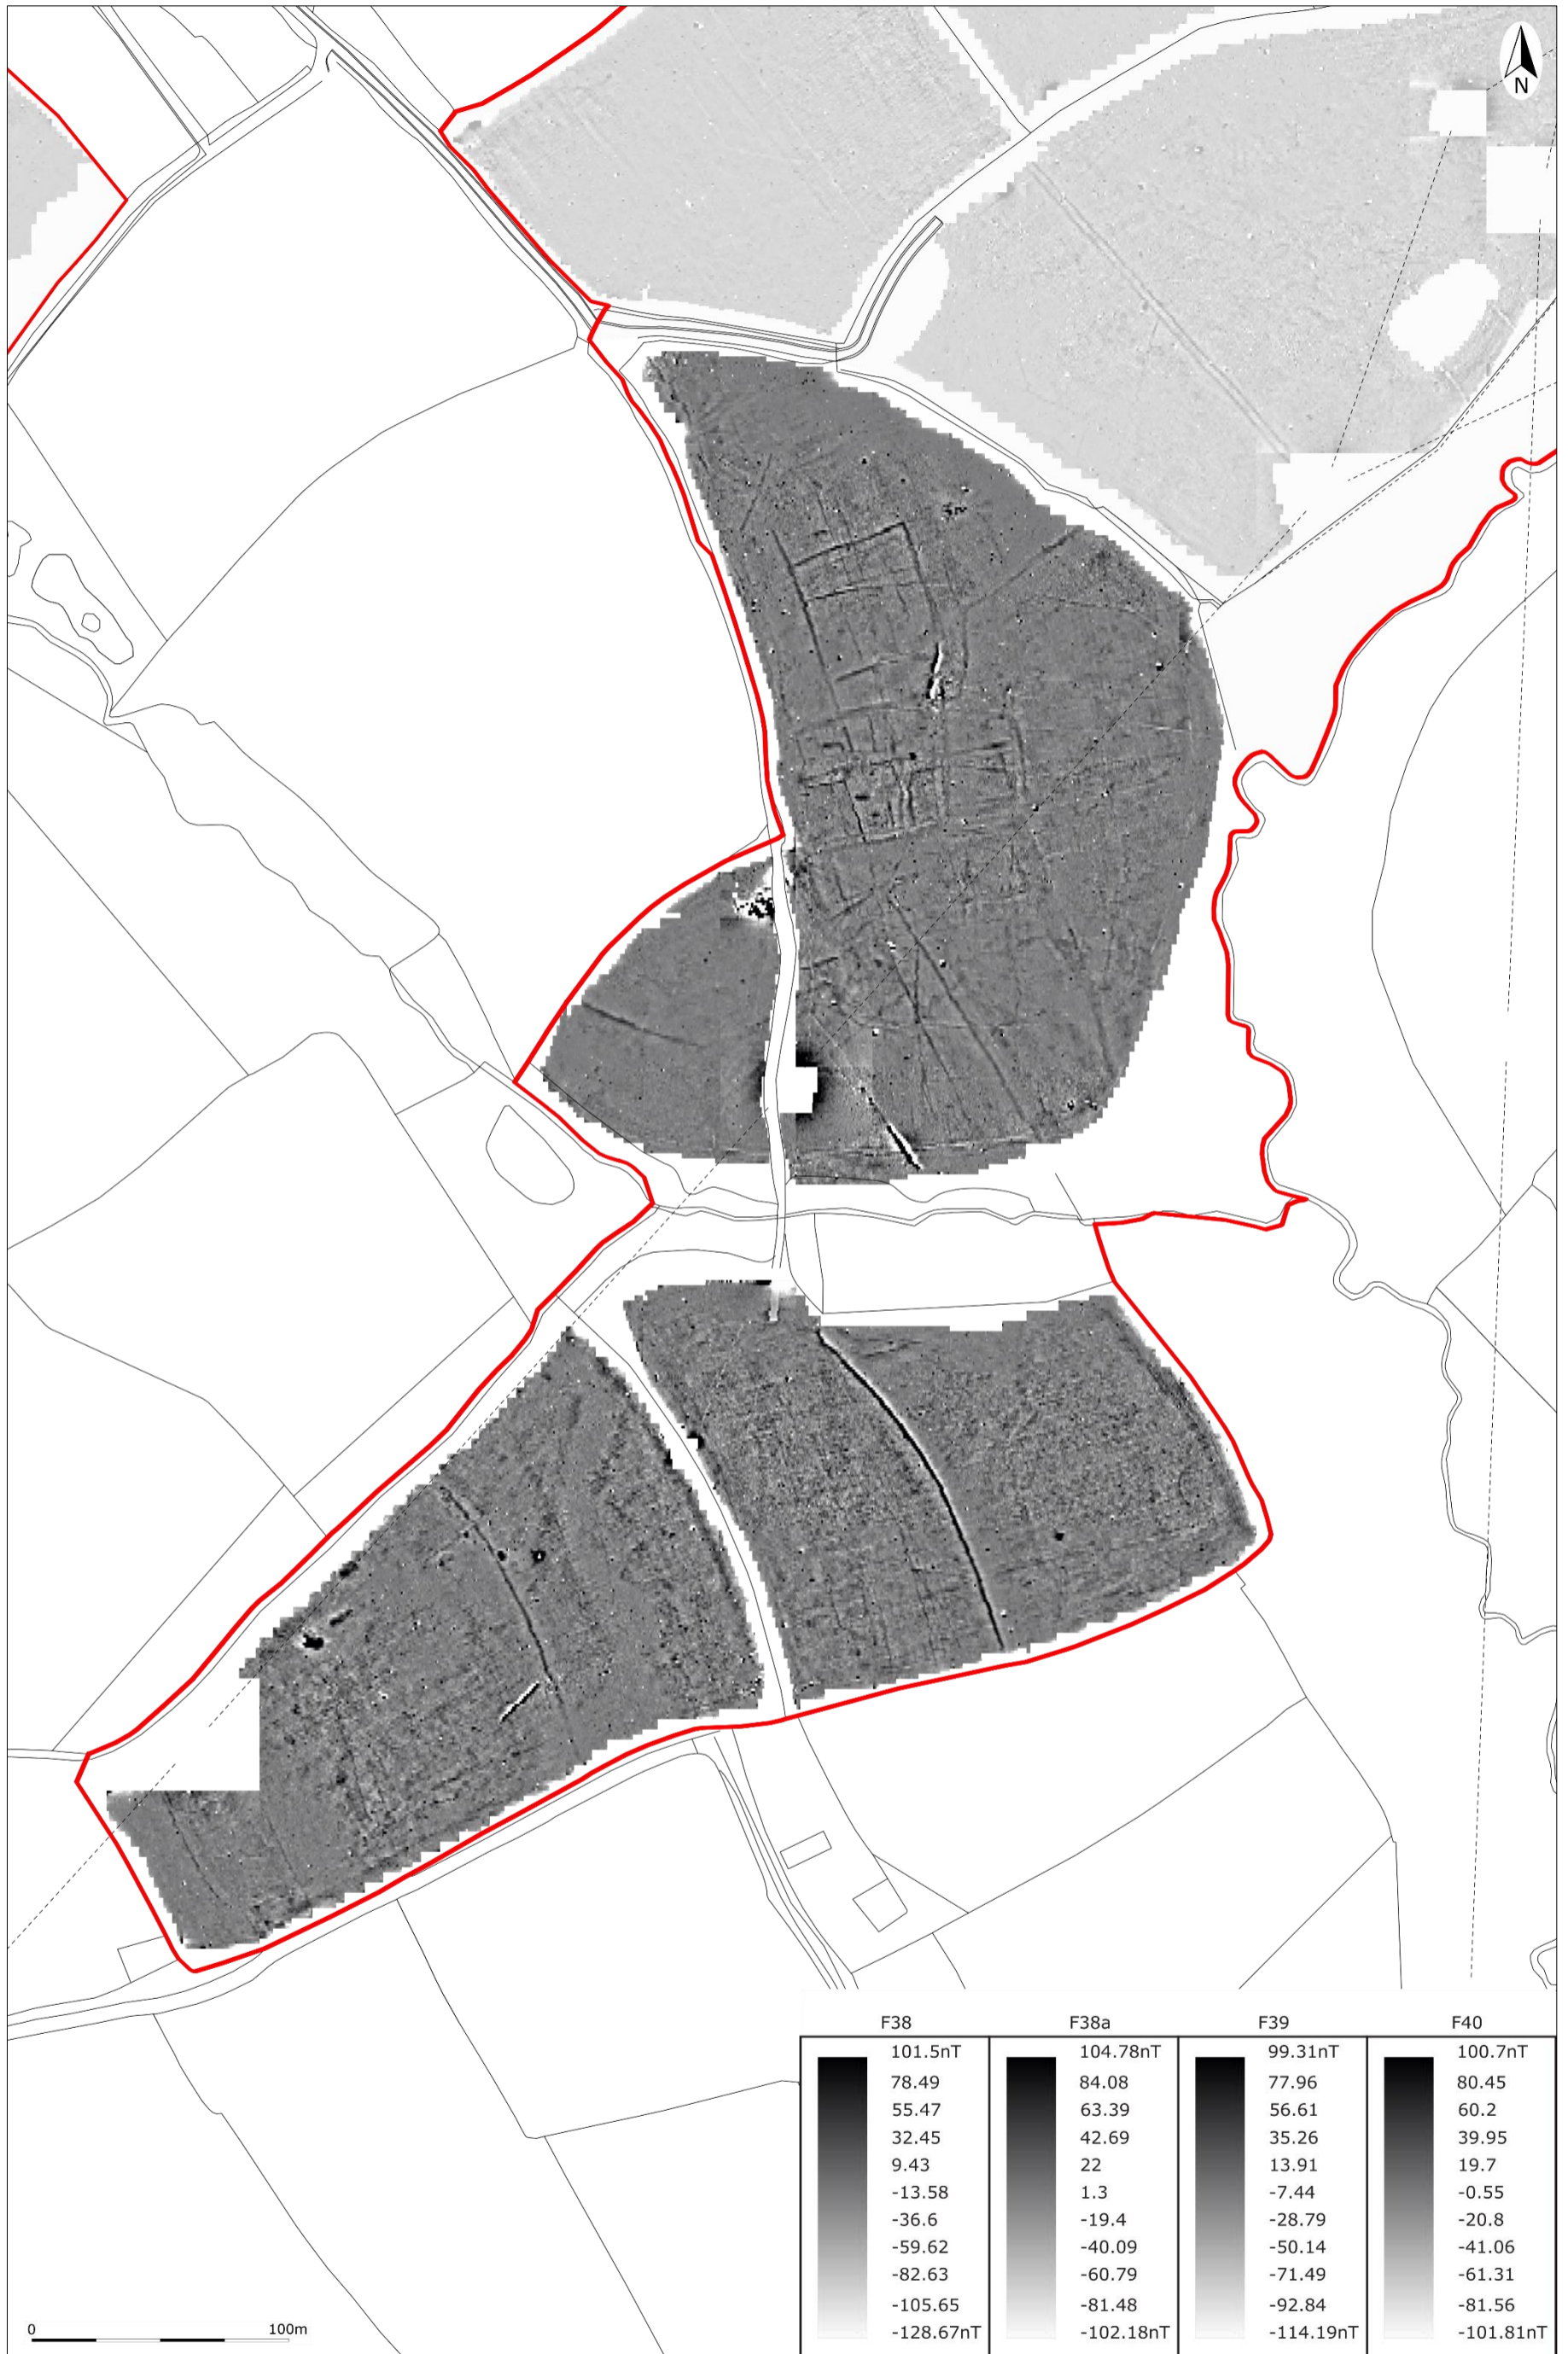 N
F38 F38a F39 F40
101.5nT 104.78nT 99.31nT 100.7nT
78.49 84.08 77.96 80.45
55.47 63.39 56.61 60.2
32.45 42.69 35.26 39.95
9.43 22 13.91 19.7
-13.58 1.3 -7.44 -0.55
-36.6 -19.4 -28.79 -20.8
-59.62 -40.09 -50.14 -41.06
-82.63 -60.79 -71.49 -61.31
-105.65 -81.48 -92.84 -81.56
-128.67nT -102.18nT -114.19nT -101.81nT
0 100m